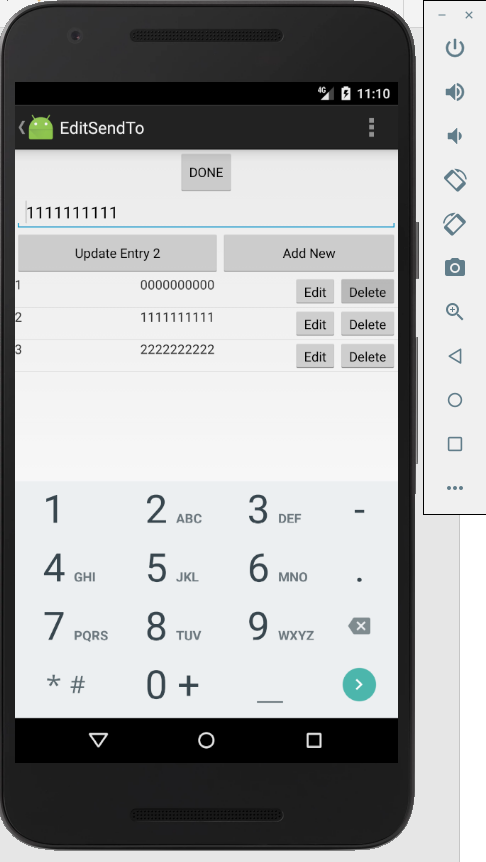 4G 11:10
EditSendTo
DONE
1111111111
Update Entry 2 Add New
1 0000000000 Edit Delete
2 1111111111 Edit Delete
3 2222222222 Edit Delete
1 2 ABC 3 DEF -
4 GHI 5 JKL 6 MNO .
7 PQRS 8 TUV 9 WXYZ
* # 0 + _